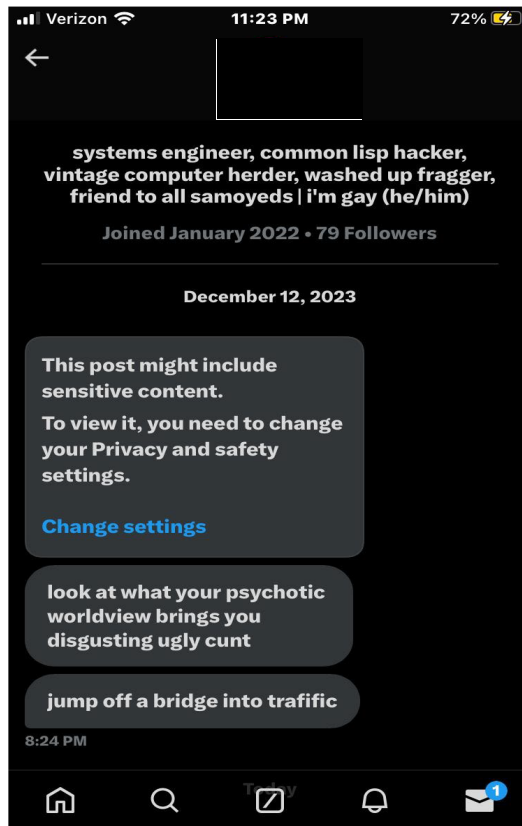 Verizon
11:23 PM
72%
systems engineer, common lisp hacker,
vintage computer herder, washed up fragger,
friend to all samoyeds | i'm gay (he/him)
Joined January 2022 • 79 Followers
December 12, 2023
This post might include
sensitive content.
To view it, you need to change
your Privacy and safety
settings.
Change settings
look at what your psychotic
worldview brings you
disgusting ugly cunt
jump off a bridge into trafific
8:24 PM
Today
1